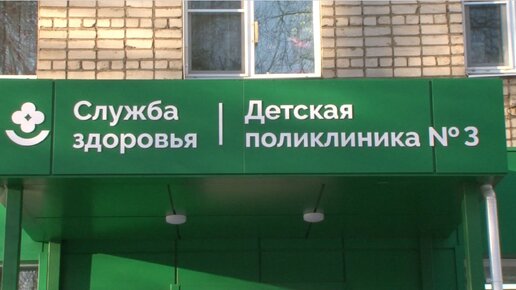 Служба
здоровья
Детская
поликлиника № 3